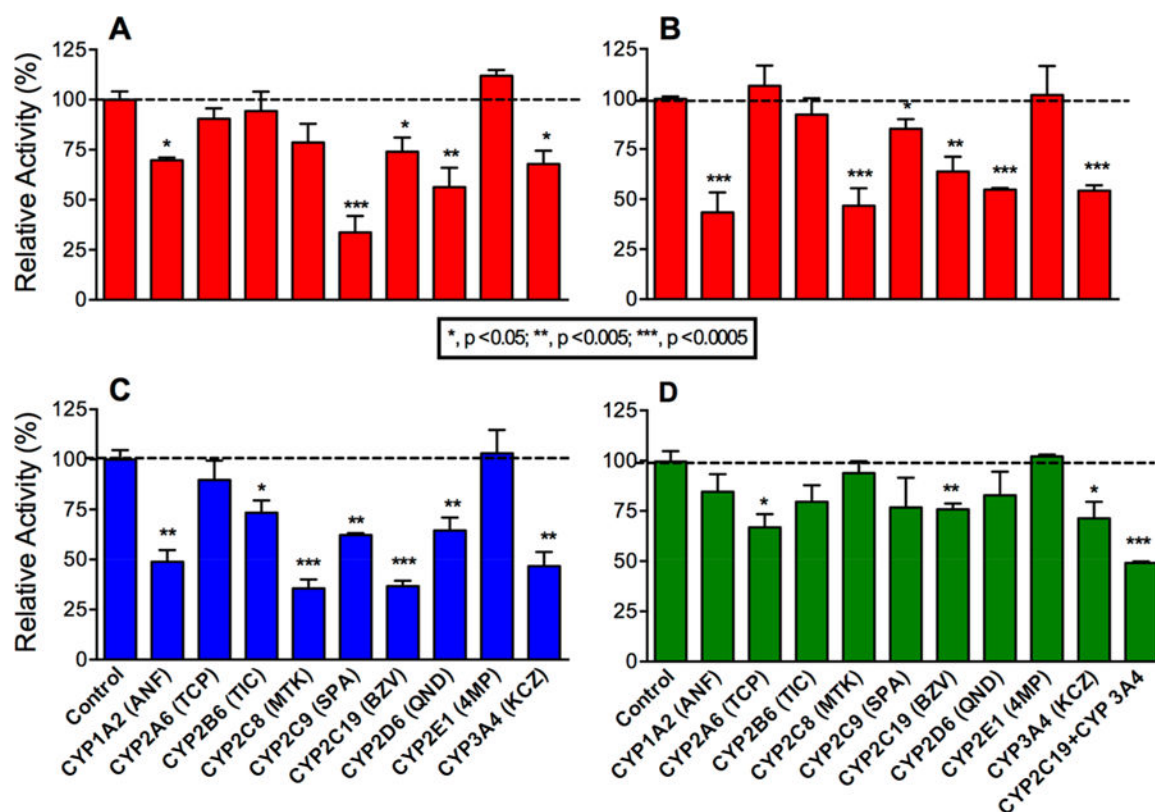 A
125
100
75
50
25
0
Relative Activity (%)
*
***
*
**
*
B
125
100
75
50
25
0
***
***
*
**
***
***
*, p <0.05; **, p <0.005; ***, p <0.0005
C
125
100
75
50
25
0
Relative Activity (%)
**
*
***
**
***
**
**
Control
CYP1A2 (ANF)
CYP2A6 (TCP)
CYP2B6 (TIC)
CYP2C8 (MTK)
CYP2C9 (SPA)
CYP2C19 (BZV)
CYP2D6 (QND)
CYP2E1 (4MP)
CYP3A4 (KCZ)
D
125
100
75
50
25
0
*
**
*
***
Control
CYP1A2 (ANF)
CYP2A6 (TCP)
CYP2B6 (TIC)
CYP2C8 (MTK)
CYP2C9 (SPA)
CYP2C19 (BZV)
CYP2D6 (QND)
CYP2E1 (4MP)
CYP3A4 (KCZ)
CYP2C19+CYP 3A4